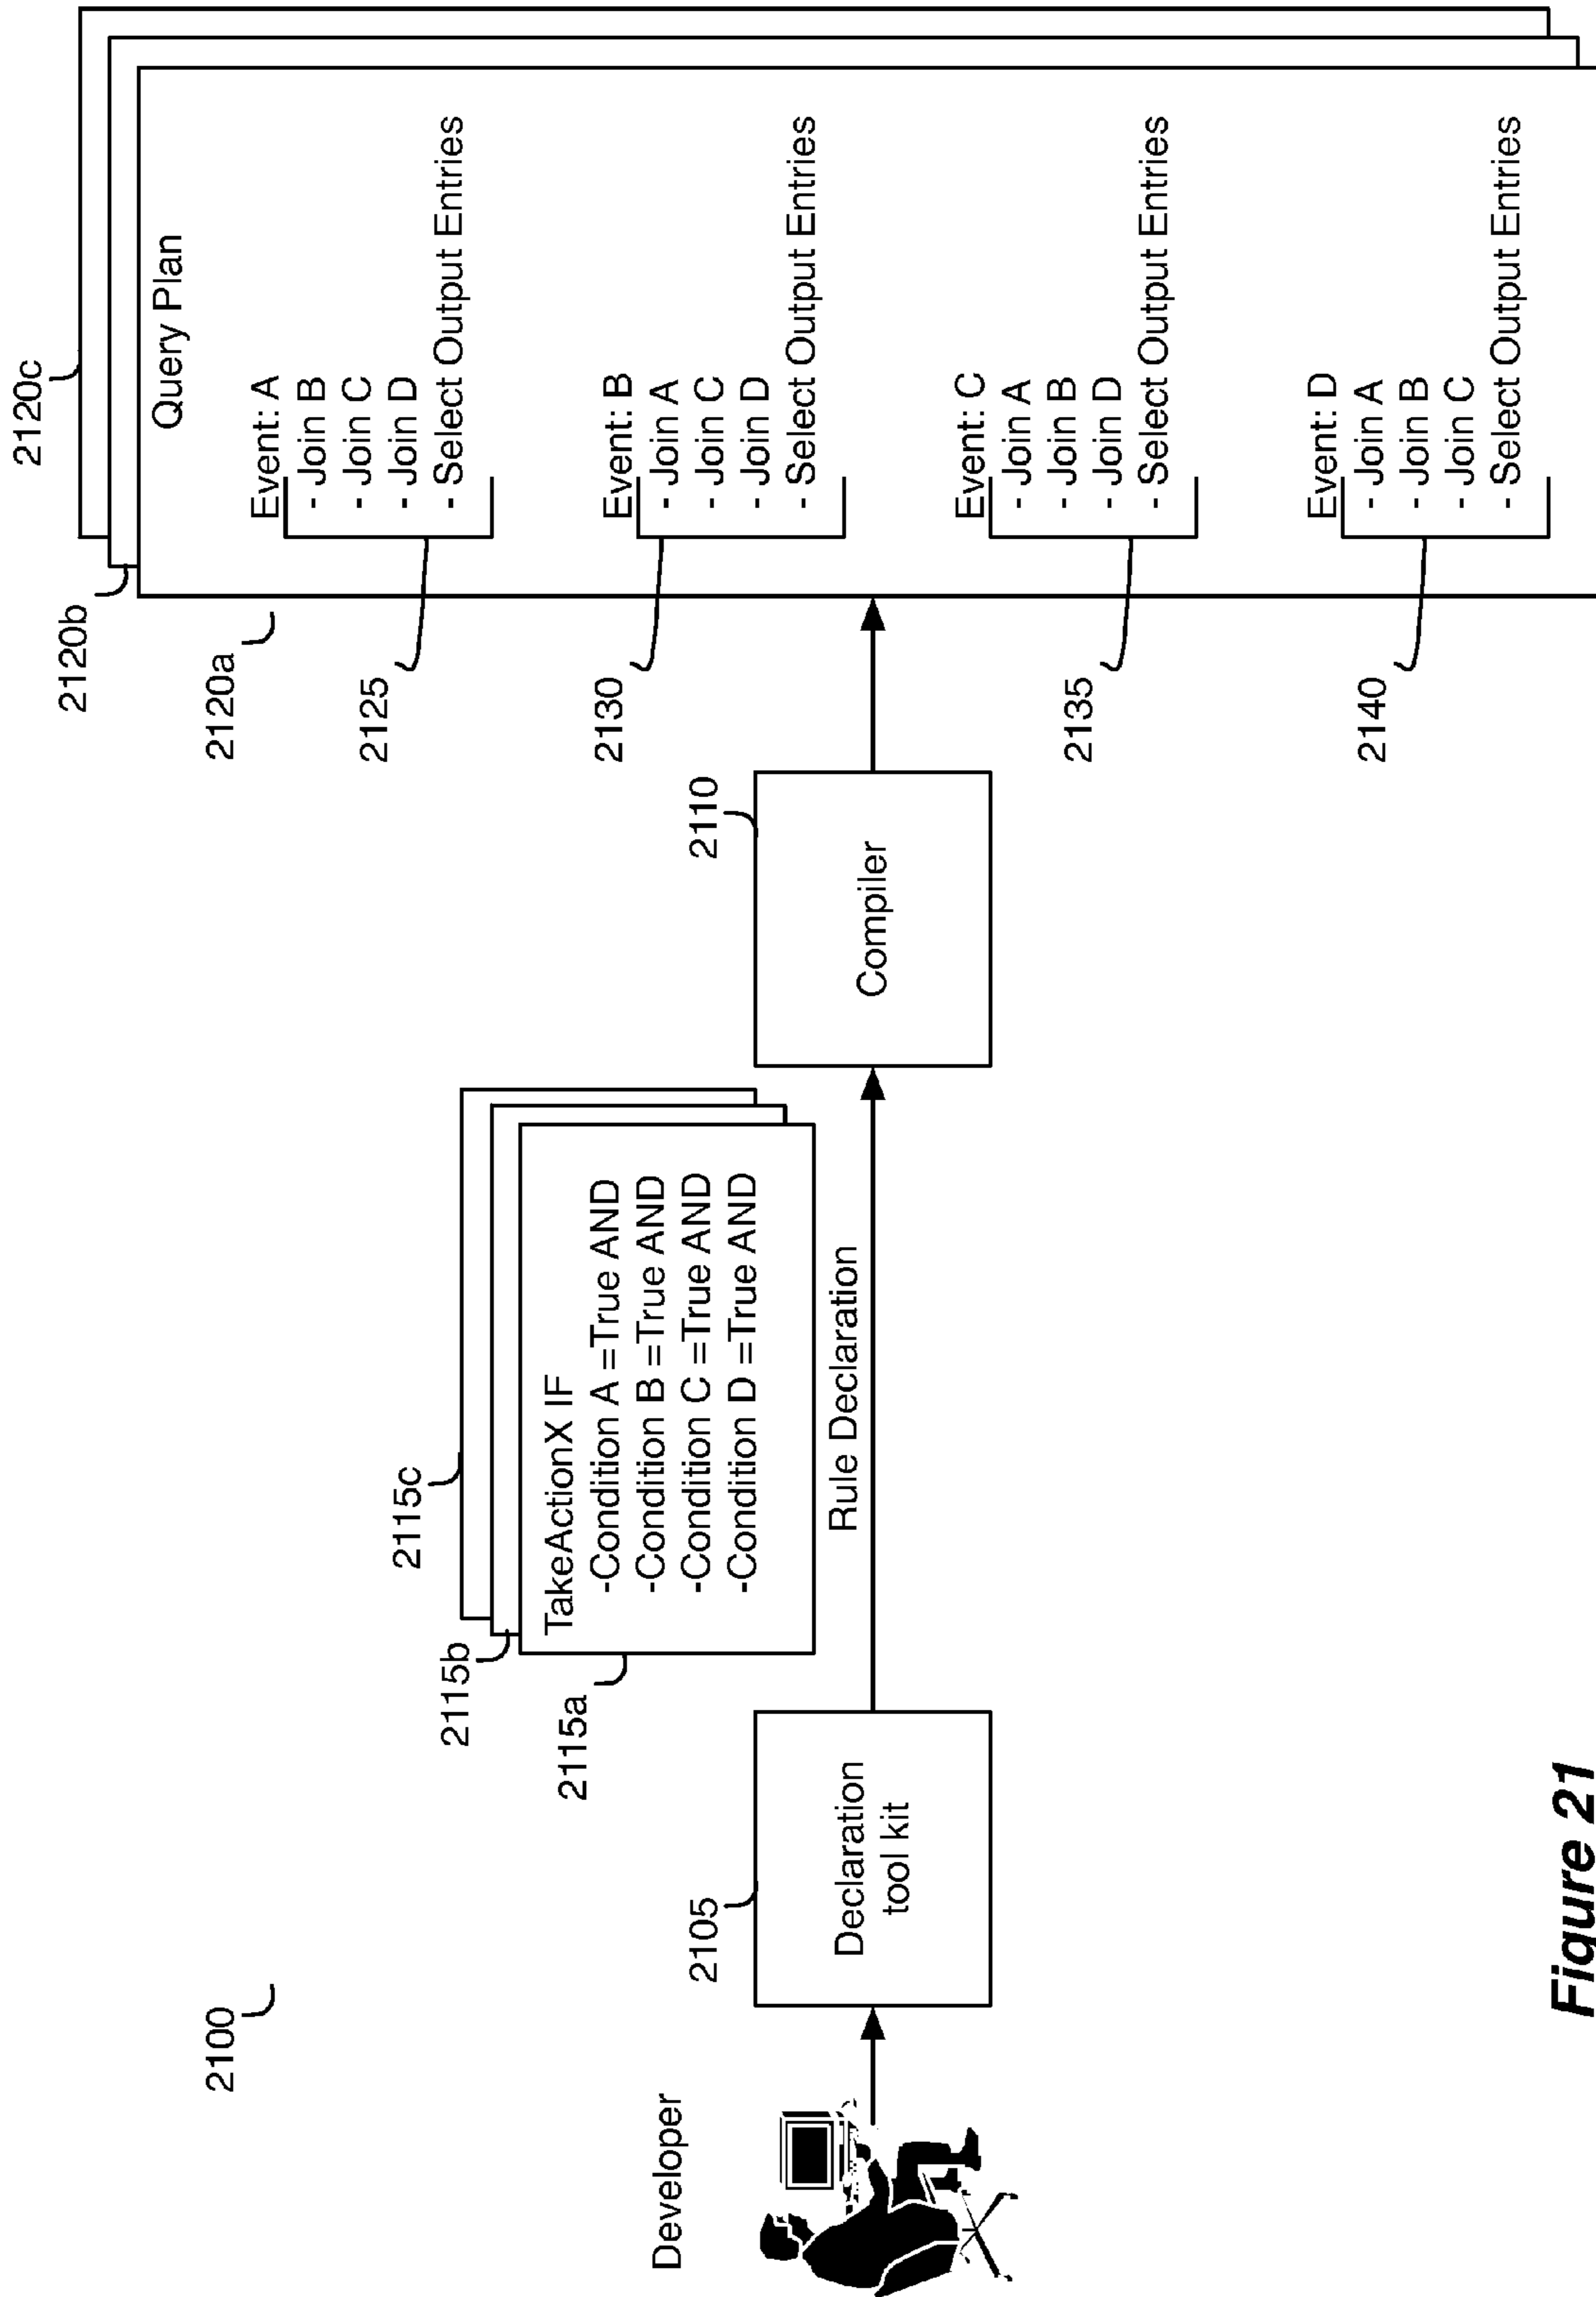 2100
Developer
2105
Declaration
tool kit
2115a
2115b
2115c
TakeActionX IF
-Condition A =True AND
-Condition B =True AND
-Condition C =True AND
-Condition D =True AND
Rule Declaration
2110
Compiler
2120a
2120b
2120c
2125
2130
2135
2140
Query Plan
Event: A
- Join B
- Join C
- Join D
- Select Output Entries
Event: B
- Join A
- Join C
- Join D
- Select Output Entries
Event: C
- Join A
- Join B
- Join D
- Select Output Entries
Event: D
- Join A
- Join B
- Join C
- Select Output Entries
Figure 21